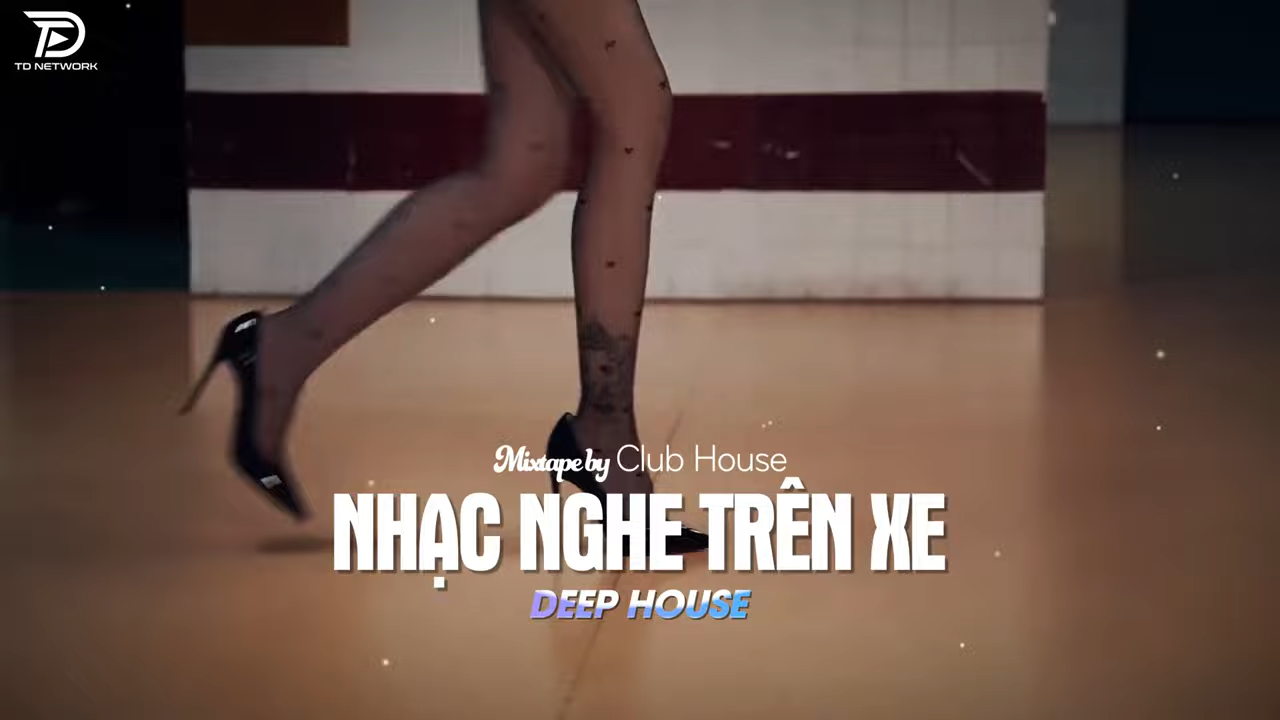 TD NETWORK
Mixtape by Club House
NHẠC NGHE TRÊN XE
DEEP HOUSE